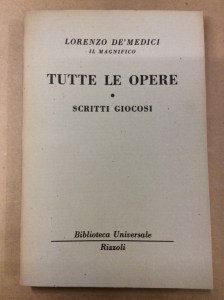 LORENZO DE' MEDICI
IL MAGNIFICO
TUTTE LE OPERE
•
SCRITTI GIOCOSI
Biblioteca Universale
Rizzoli